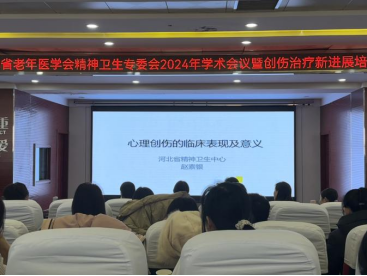 省老年医学会精神卫生专委会2024年学术会议暨创伤治疗新进展培
心理创伤的临床表现及意义
河北省精神卫生中心